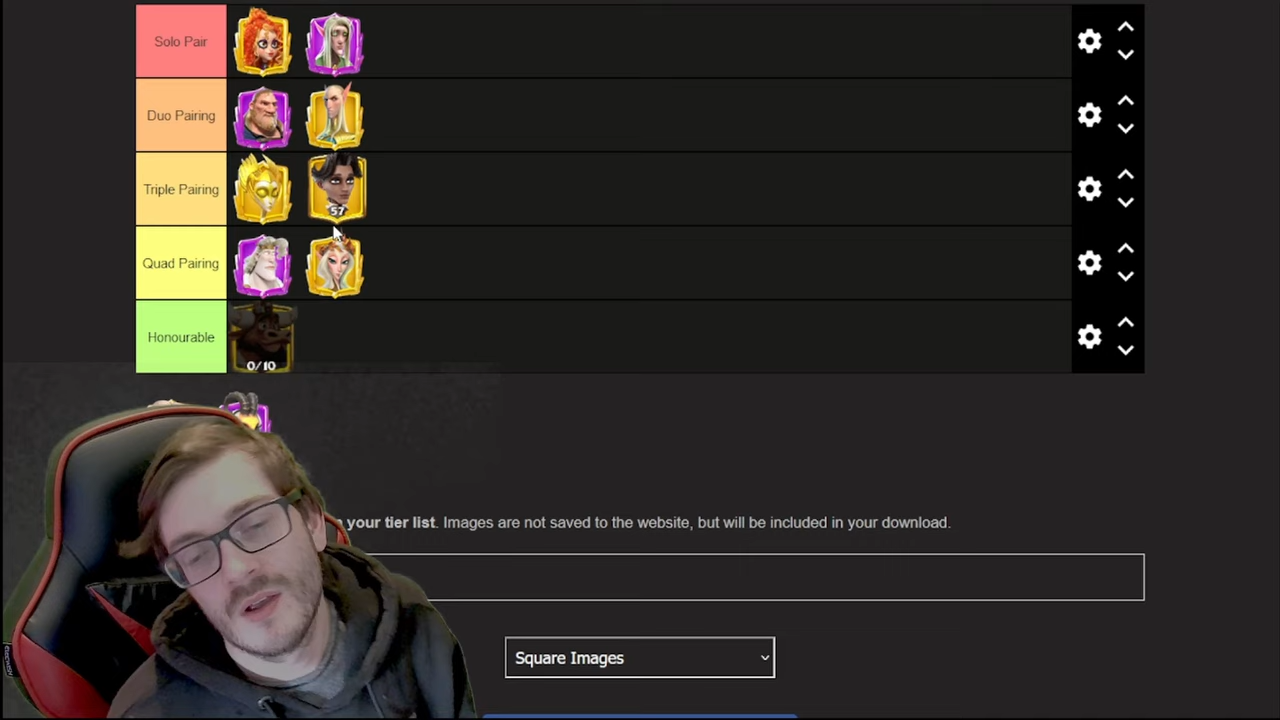 Solo Pair
Duo Pairing
Triple Pairing
57
Quad Pairing
Honourable
0/10
your tier list. Images are not saved to the website, but will be included in your download.
Square Images